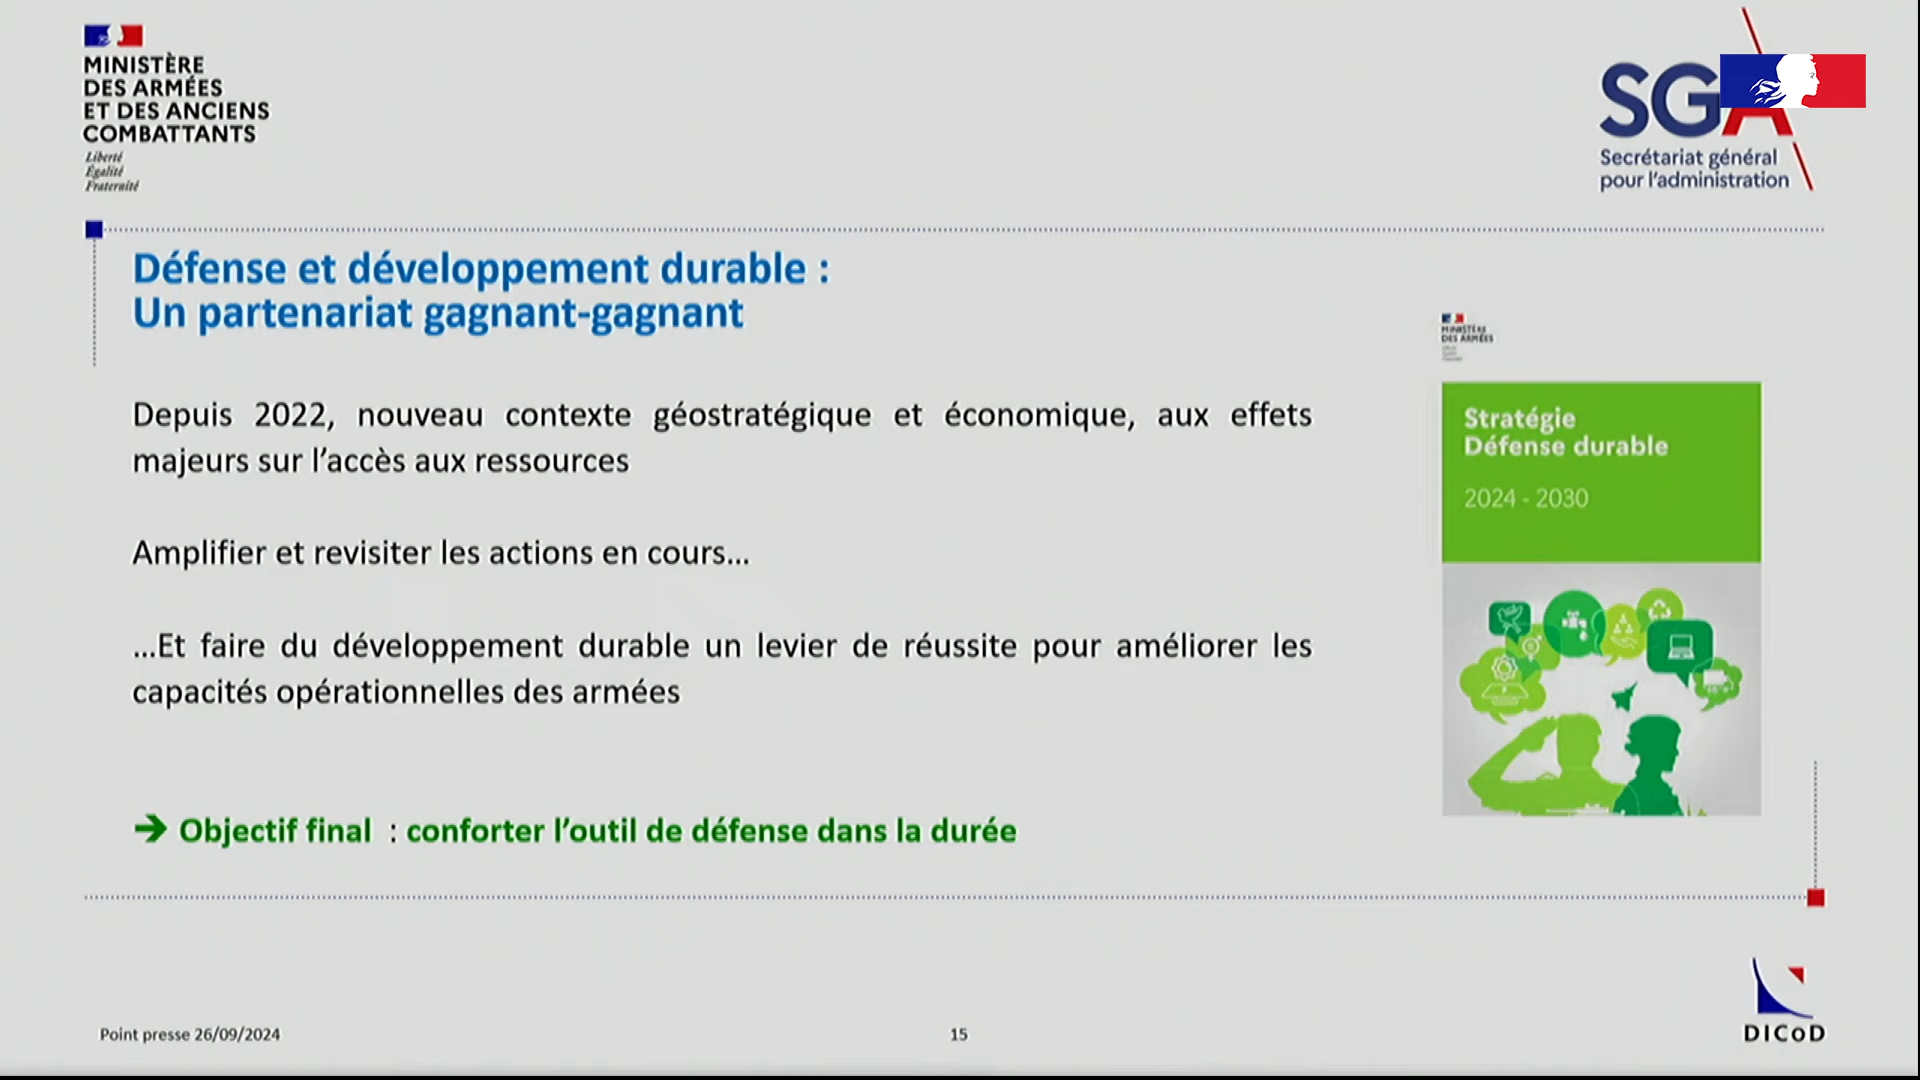 MINISTÈRE
DES ARMÉES
ET DES ANCIENS
COMBATTANTS
Liberté
Égalité
Fraternité
SGA
Secrétariat général
pour l'administration
Défense et développement durable :
Un partenariat gagnant-gagnant
Depuis 2022, nouveau contexte géostratégique et économique, aux effets
majeurs sur l'accès aux ressources
Amplifier et revisiter les actions en cours...
...Et faire du développement durable un levier de réussite pour améliorer les
capacités opérationnelles des armées
➔ Objectif final : conforter l'outil de défense dans la durée
MINISTÈRE
DES ARMÉES
Stratégie
Défense durable
2024 - 2030
Point presse 26/09/2024
15
DICoD